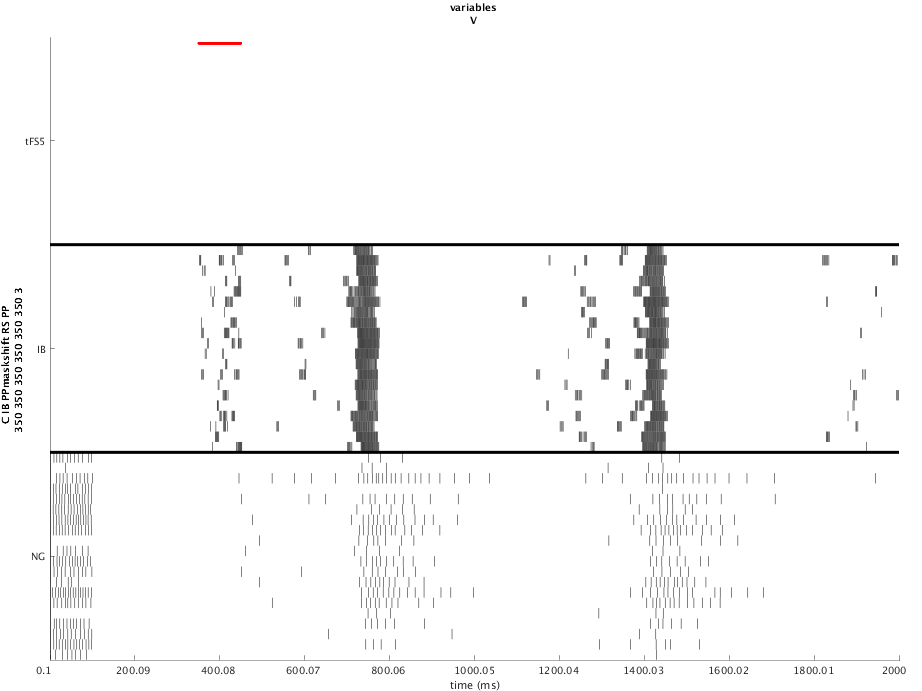 variables
V
tFS5
C IB PPmaskshift RS PP
350 350 350 350 350 350 3
IB
NG
0.1 200.09 400.08 600.07 800.06 1000.05 1200.04 1400.03 1600.02 1800.01 2000
time (ms)